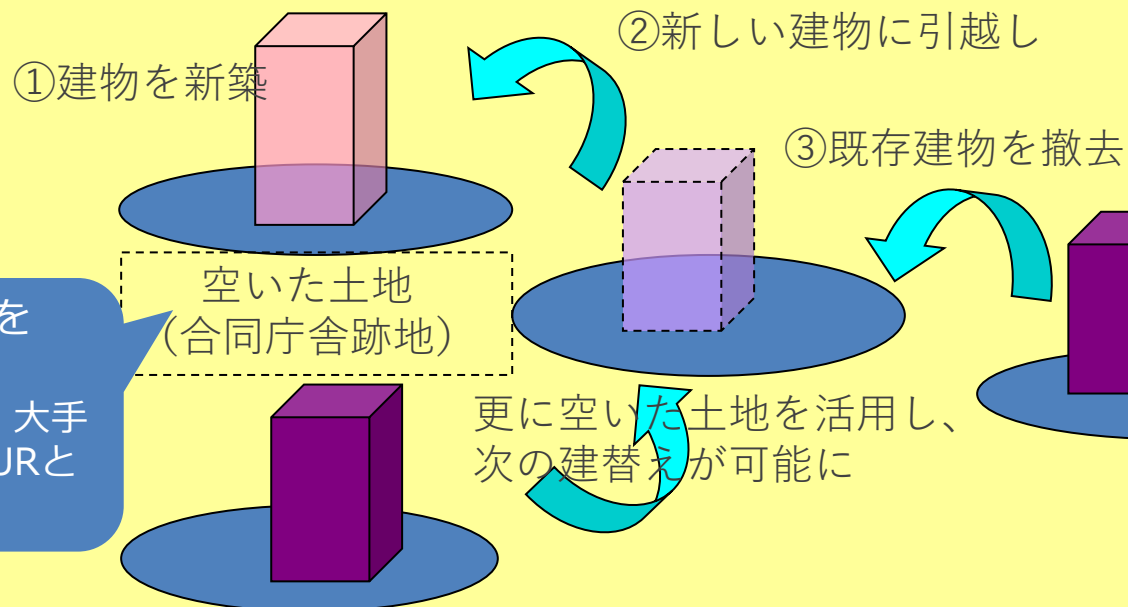 ②新しい建物に引越し
①建物を新築
③既存建物を撤去
空いた土地
（合同庁舎跡地）
を
大手
URと
更に空いた土地を活用し、
次の建替えが可能に